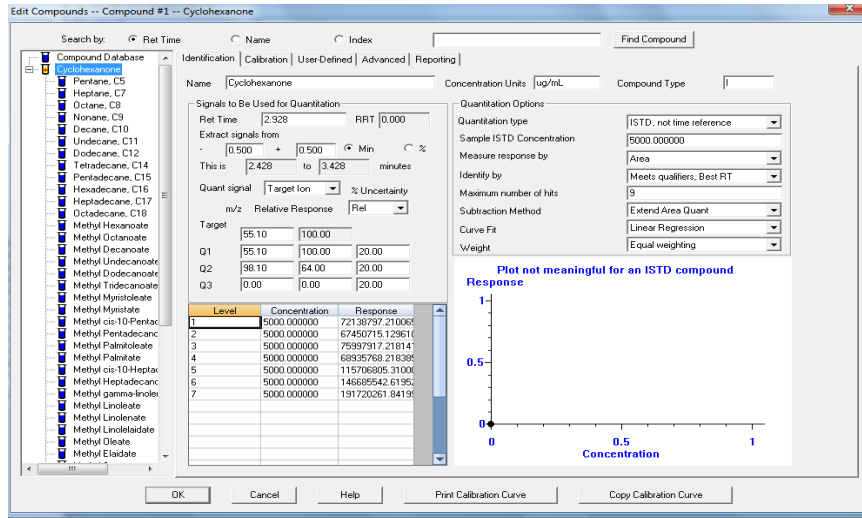 Edit Compounds -- Compound #1 -- Cyclohexanone
Search by: Ret Time Name Index Find Compound
Compound Database
Cyclohexanone
Pentane, C5
Heptane, C7
Octane, C8
Nonane, C9
Decane, C10
Undecane, C11
Dodecane, C12
Tetradecane, C14
Pentadecane, C15
Hexadecane, C16
Heptadecane, C17
Octadecane, C18
Methyl Hexanoate
Methyl Octanoate
Methyl Decanoate
Methyl Undecanoate
Methyl Dodecanoate
Methyl Tridecanoate
Methyl Myristoleate
Methyl Myristate
Methyl cis-10-Pentac
Methyl Pentadecanc
Methyl Palmitoleate
Methyl Palmitate
Methyl cis-10-Heptac
Methyl Heptadecanc
Methyl gamma-linoler
Methyl Linoleate
Methyl Linolenate
Methyl Linolelaidate
Methyl Oleate
Methyl Elaidate
Identification Calibration User-Defined Advanced Reporting
Name Cyclohexanone Concentration Units ug/mL Compound Type I
Signals to Be Used for Quantitation
Ret Time 2.928 RRT 0.000
Extract signals from
- 0.500 + 0.500 Min %
This is 2.428 to 3.428 minutes
Quant signal Target Ion % Uncertainty
m/z Relative Response Rel
Target
55.10 100.00
Q1 55.10 100.00 20.00
Q2 98.10 64.00 20.00
Q3 0.00 0.00 20.00
Quantitation Options
Quantitation type ISTD, not time reference
Sample ISTD Concentration 5000.000000
Measure response by Area
Identify by Meets qualifiers, Best RT
Maximum number of hits 9
Subtraction Method Extend Area Quant
Curve Fit Linear Regression
Weight Equal weighting
Level Concentration Response
1 5000.000000 72138797.21006
2 5000.000000 67450715.12961
3 5000.000000 75997917.21814
4 5000.000000 68935768.21838
5 5000.000000 115706805.3100
6 5000.000000 146685542.6195
7 5000.000000 191720261.8419
Plot not meaningful for an ISTD compound
Response
1
0.5
0
0 0.5 1
Concentration
OK Cancel Help Print Calibration Curve Copy Calibration Curve